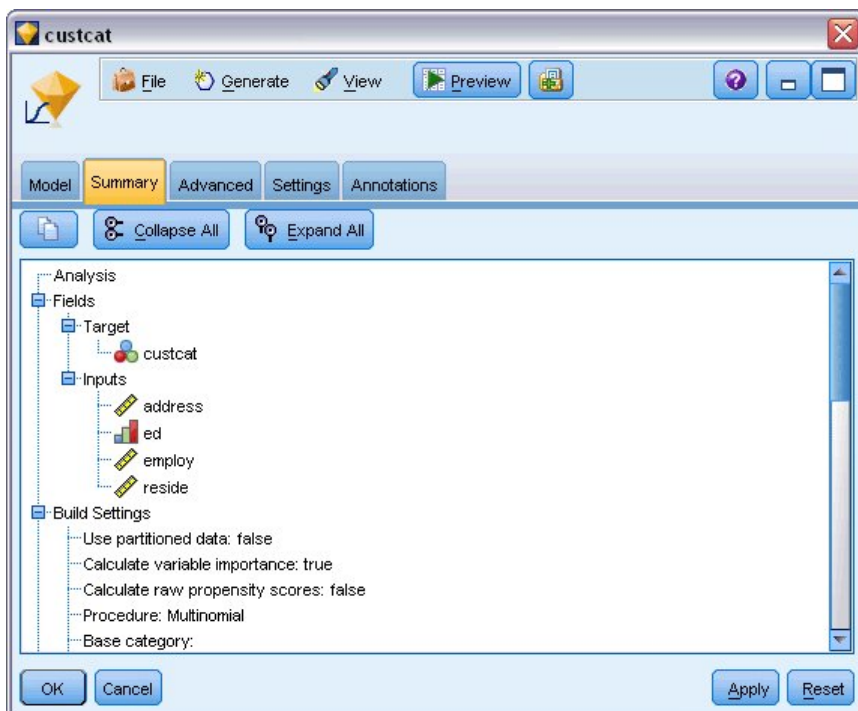 custcat
File Generate View Preview
Model Summary Advanced Settings Annotations
Collapse All Expand All
Analysis
Fields
Target
custcat
Inputs
address
ed
employ
reside
Build Settings
Use partitioned data: false
Calculate variable importance: true
Calculate raw propensity scores: false
Procedure: Multinomial
Base category:
OK Cancel Apply Reset